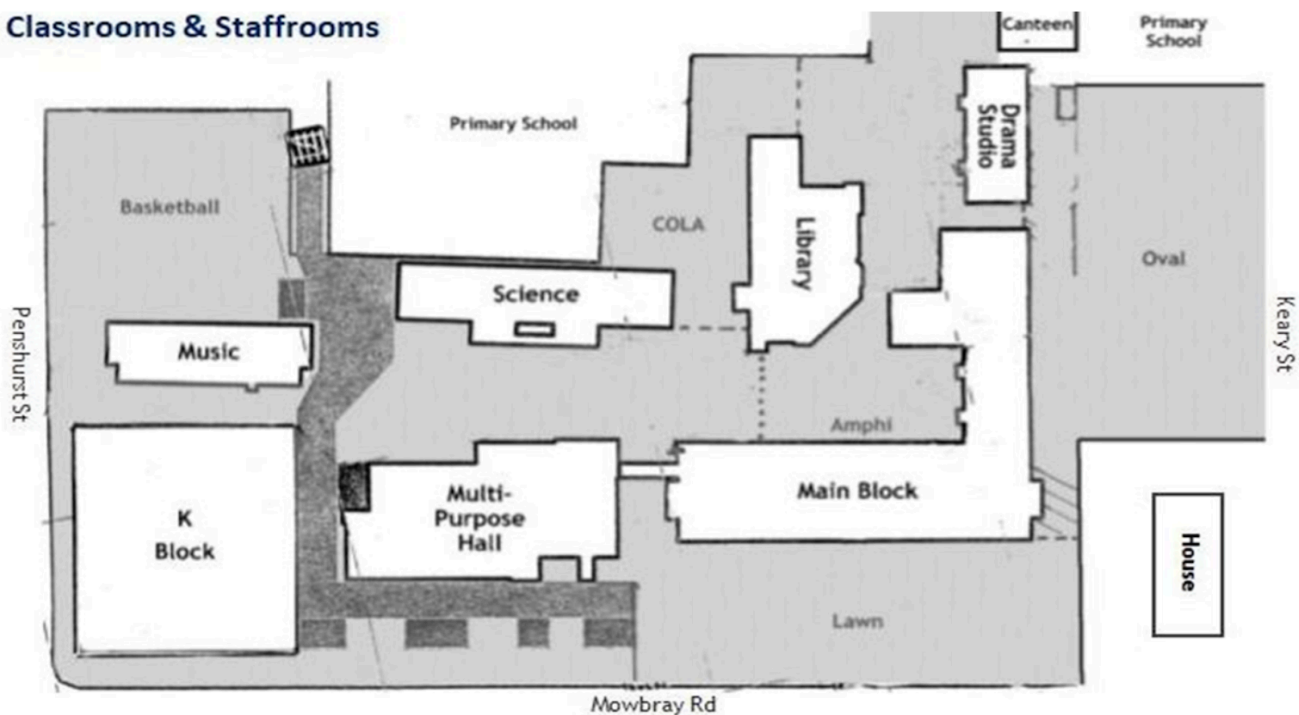 Classrooms & Staffrooms
Canteen
Primary
School
Primary School
Drama
Studio
Basketball
COLA
Library
Oval
Science
Penshurst St
Keary St
Music
Amphi
K
Block
Multi-
Purpose
Hall
Main Block
House
Lawn
Mowbray Rd